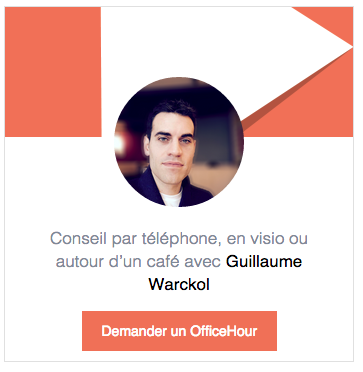 Conseil par téléphone, en visio ou
autour d’un café avec Guillaume
Warckol
Demander un OfficeHour